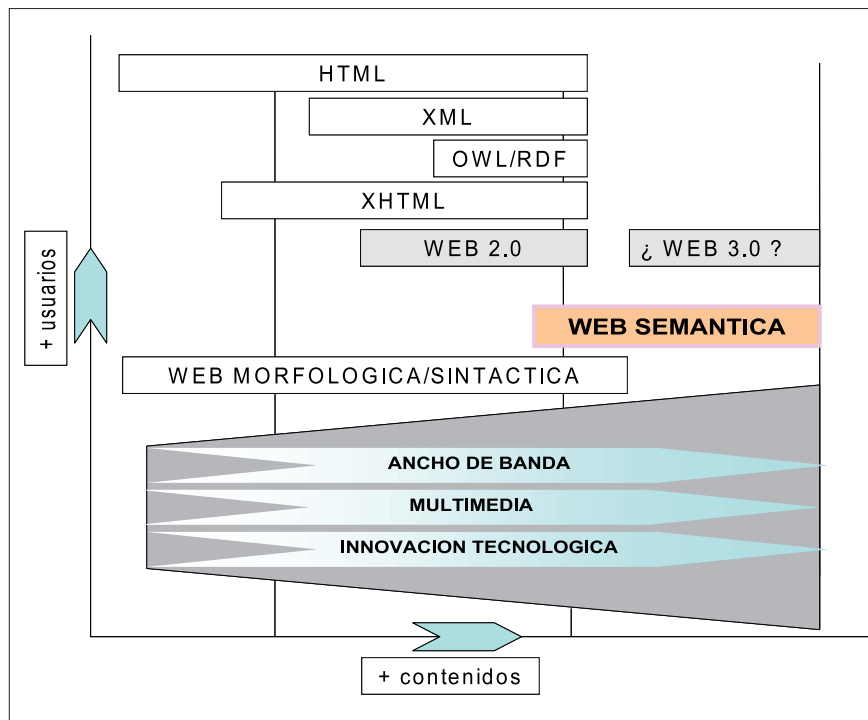 HTML
XML
OWL/RDF
XHTML
WEB 2.0
¿ WEB 3.0 ?
+ usuarios
WEB SEMANTICA
WEB MORFOLOGICA/SINTACTICA
ANCHO DE BANDA
MULTIMEDIA
INNOVACION TECNOLOGICA
+ contenidos